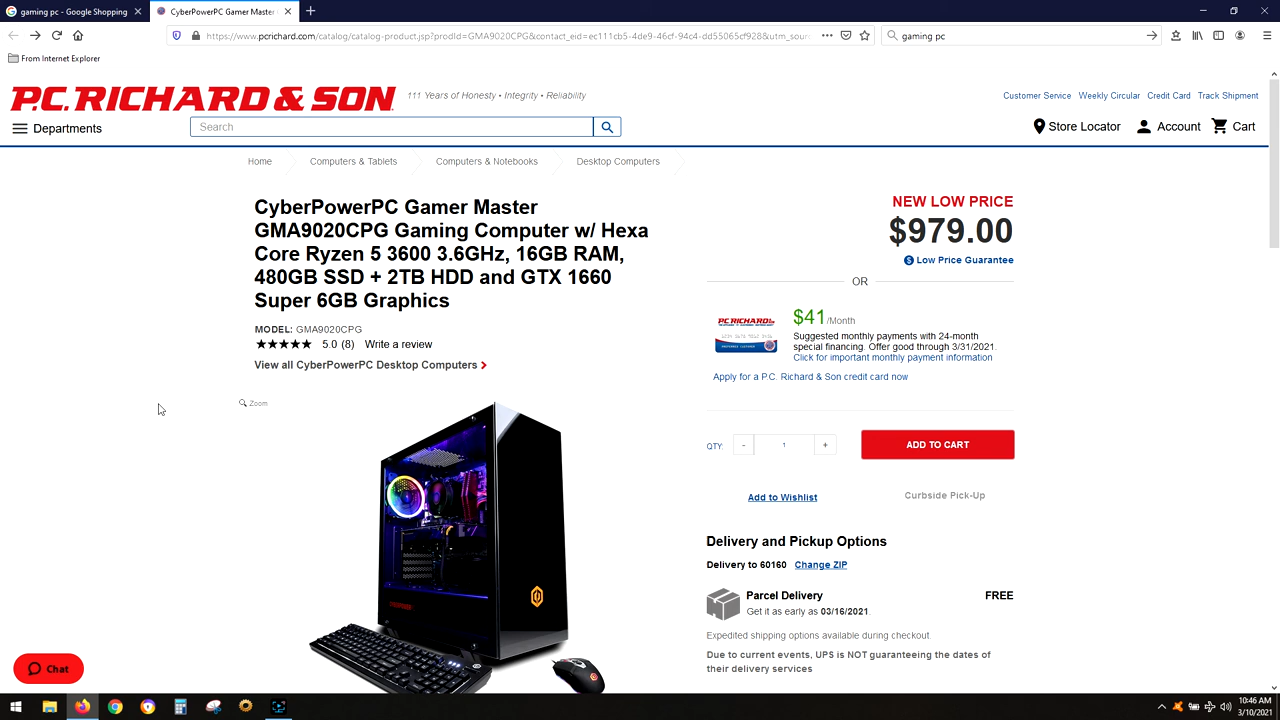 gaming pc - Google Shopping
CyberPowerPC Gamer Master
https://www.pcrichard.com/catalog/catalog-product.jsp?prodId=GMA9020CPG&contact_eid=ec111cb5-4de9-46cf-94c4-dd55065cf928&utm_sour
gaming pc
From Internet Explorer
P.C. RICHARD & SON
111 Years of Honesty • Integrity • Reliability
Customer Service Weekly Circular Credit Card Track Shipment
Departments
Search
Store Locator Account Cart
Home Computers & Tablets Computers & Notebooks Desktop Computers
CyberPowerPC Gamer Master
GMA9020CPG Gaming Computer w/ Hexa
Core Ryzen 5 3600 3.6GHz, 16GB RAM,
480GB SSD + 2TB HDD and GTX 1660
Super 6GB Graphics
MODEL: GMA9020CPG
5.0 (8) Write a review
View all CyberPowerPC Desktop Computers
Zoom
NEW LOW PRICE
$979.00
Low Price Guarantee
OR
P.C. RICHARD & SON
$41/Month
Suggested monthly payments with 24-month
special financing. Offer good through 3/31/2021.
Click for important monthly payment information
Apply for a P.C. Richard & Son credit card now
QTY: - 1 + ADD TO CART
Add to Wishlist Curbside Pick-Up
Delivery and Pickup Options
Delivery to 60160 Change ZIP
Parcel Delivery FREE
Get it as early as 03/16/2021.
Expedited shipping options available during checkout.
Due to current events, UPS is NOT guaranteeing the dates of
their delivery services
Chat
10:46 AM
3/10/2021